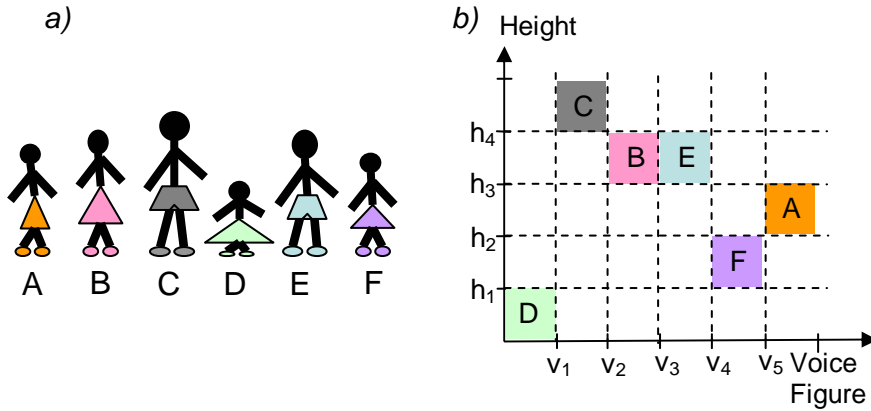 a)
A B C D E F
b)
Height
h4
h3
h2
h1
C
B E
A
F
D
v1 v2 v3 v4 v5 Voice
Figure